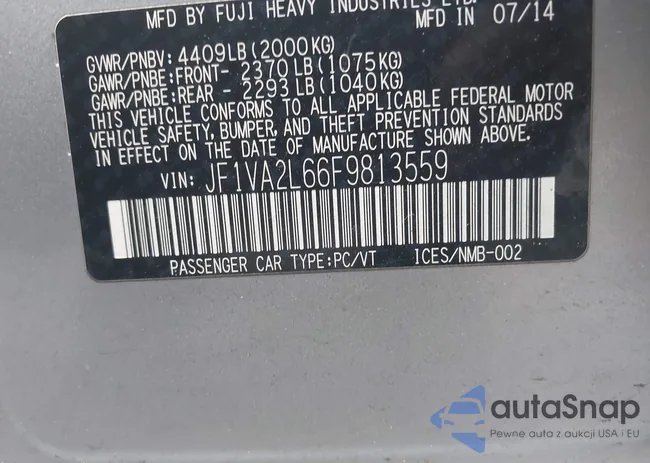 MFD BY FUJI HEAVY INDUSTRIES LTD.
MFD IN 07/14
GVWR/PNBV: 4409LB(2000KG)
GAWR/PNBE:FRONT- 2370LB(1075KG)
GAWR/PNBE:REAR - 2293LB(1040KG)
THIS VEHICLE CONFORMS TO ALL APPLICABLE FEDERAL MOTOR
VEHICLE SAFETY, BUMPER, AND THEFT PREVENTION STANDARDS
IN EFFECT ON THE DATE OF MANUFACTURE SHOWN ABOVE.
VIN: JF1VA2L66F9813559
PASSENGER CAR TYPE:PC/VT ICES/NMB-002
autaSnap
Pewne auta z aukcji USA i EU